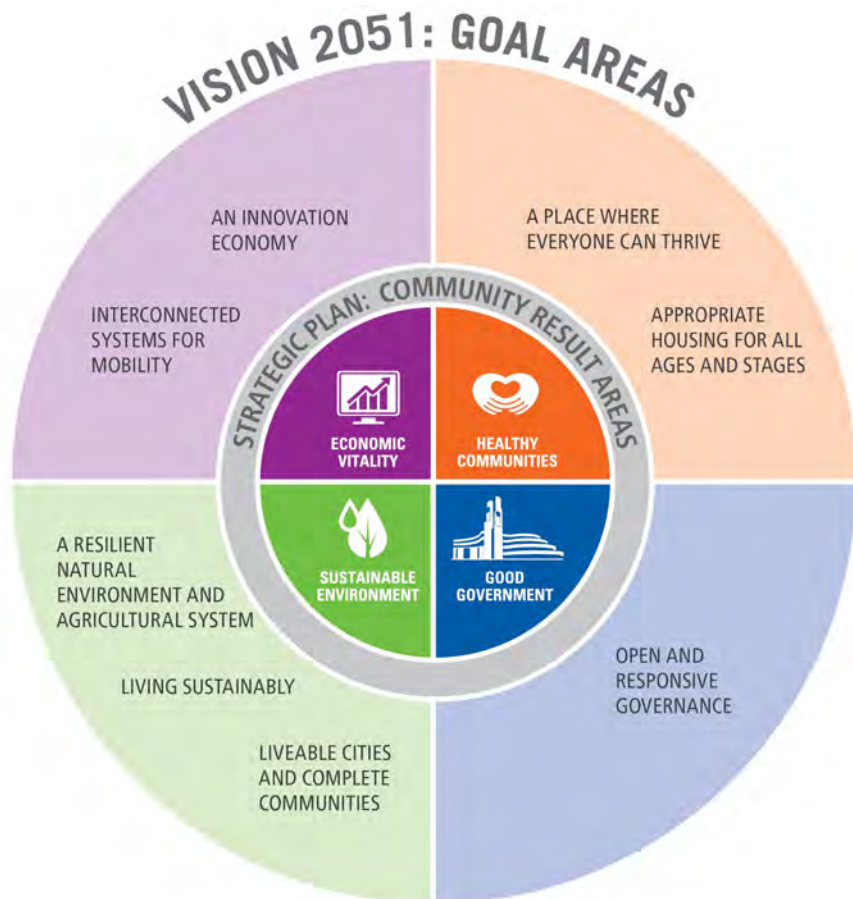 VISION 2051: GOAL AREAS
AN INNOVATION
ECONOMY
INTERCONNECTED
SYSTEMS FOR
MOBILITY
A PLACE WHERE
EVERYONE CAN THRIVE
APPROPRIATE
HOUSING FOR ALL
AGES AND STAGES
STRATEGIC PLAN: COMMUNITY RESULT AREAS
ECONOMIC
VITALITY
HEALTHY
COMMUNITIES
SUSTAINABLE
ENVIRONMENT
GOOD
GOVERNMENT
A RESILIENT
NATURAL
ENVIRONMENT AND
AGRICULTURAL SYSTEM
LIVING SUSTAINABLY
LIVEABLE CITIES
AND COMPLETE
COMMUNITIES
OPEN AND
RESPONSIVE
GOVERNANCE